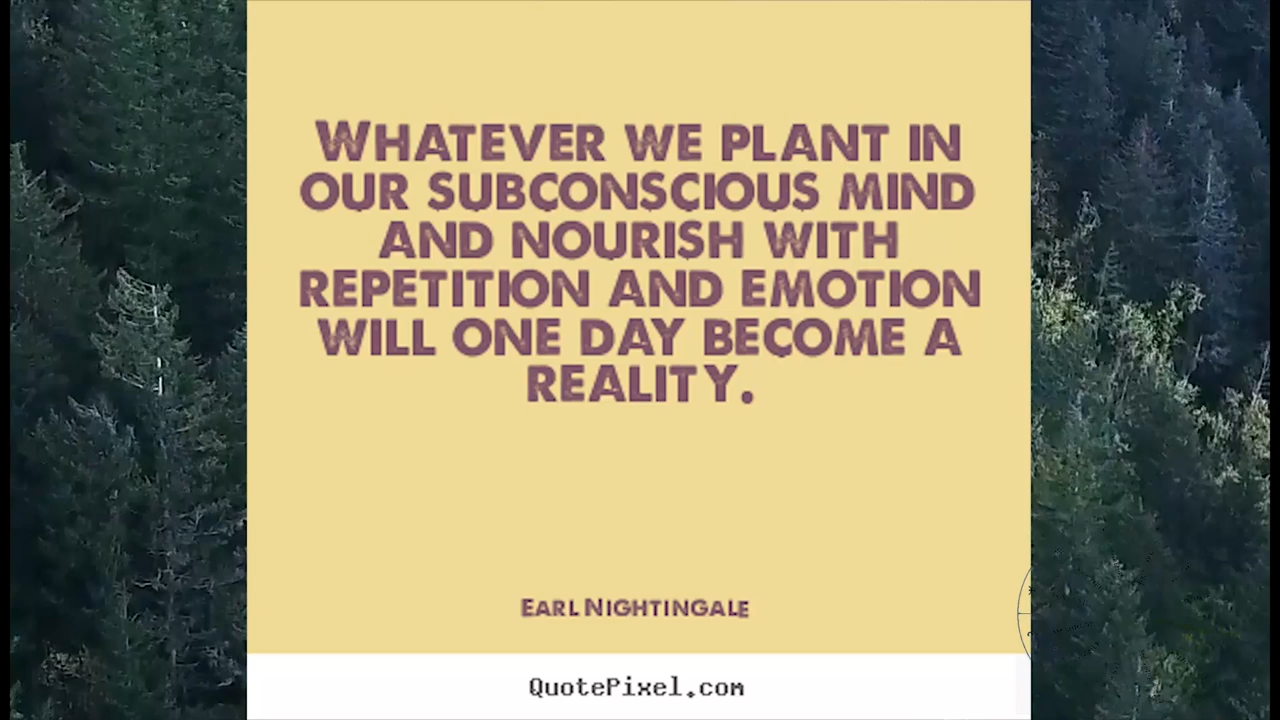 WHATEVER WE PLANT IN
OUR SUBCONSCIOUS MIND
AND NOURISH WITH
REPETITION AND EMOTION
WILL ONE DAY BECOME A
REALITY.
EARL NIGHTINGALE
QuotePixel.com